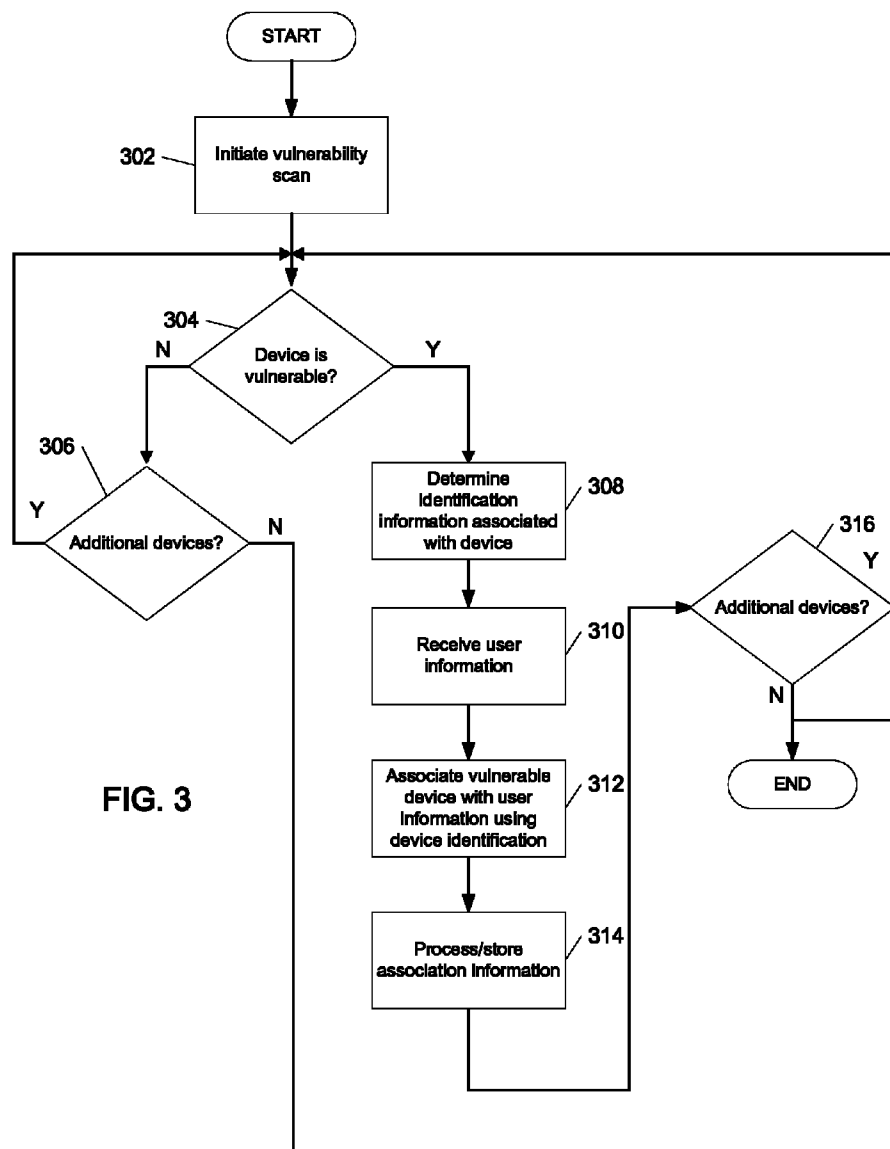 START
302
Initiate vulnerability
scan
304
N
Device is
vulnerable?
Y
306
Y
Additional devices?
N
Determine
identification
information associated
with device
308
316
Y
Additional devices?
N
Receive user
information
310
END
FIG. 3
Associate vulnerable
device with user
information using
device identification
312
Process/store
association information
314